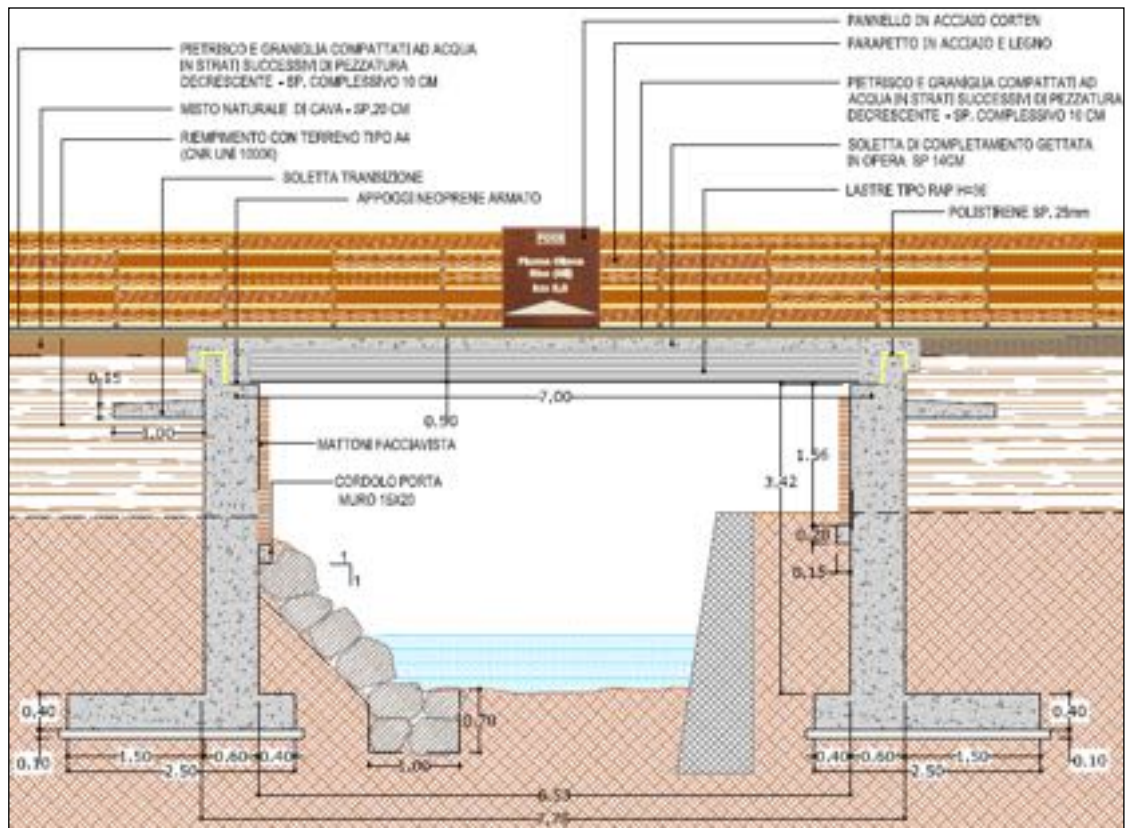 PIETRISCO E GRANIGLIA COMPATTATI AD ACQUA
IN STRATI SUCCESSIVI DI PEZZATURA
DECRESCENTE - SP. COMPLESSIVO 10 CM
MISTO NATURALE DI CAVA - SP.20 CM
RIEMPIMENTO CON TERRENO TIPO A4
(CNR UNI
SOLETTA TRANSIZIONE
APPOGGI NEOPRENE ARMATO
PANNELLO IN ACCIAIO CORTEN
PARAPETTO IN ACCIAIO E LEGNO
PIETRISCO E GRANIGLIA COMPATTATI AD
ACQUA IN STRATI SUCCESSIVI DI PEZZATURA
DECRESCENTE - SP. COMPLESSIVO 10 CM
SOLETTA DI COMPLETAMENTO GETTATA
IN OPERA SP 14CM
LASTRE TIPO RAP
POLISTIRENE SP. 25mm
0.15
1.00
7,00
0.90
MATTONI FACCIAVISTA
CORDOLO PORTA
MURO 15X20
1
1
3.42
0.20
0.15
0.40
0.10
1.50
0.60
0.40
2.50
0.70
1.00
0.40
0.60
1.50
2.50
0.40
0.10
6.53